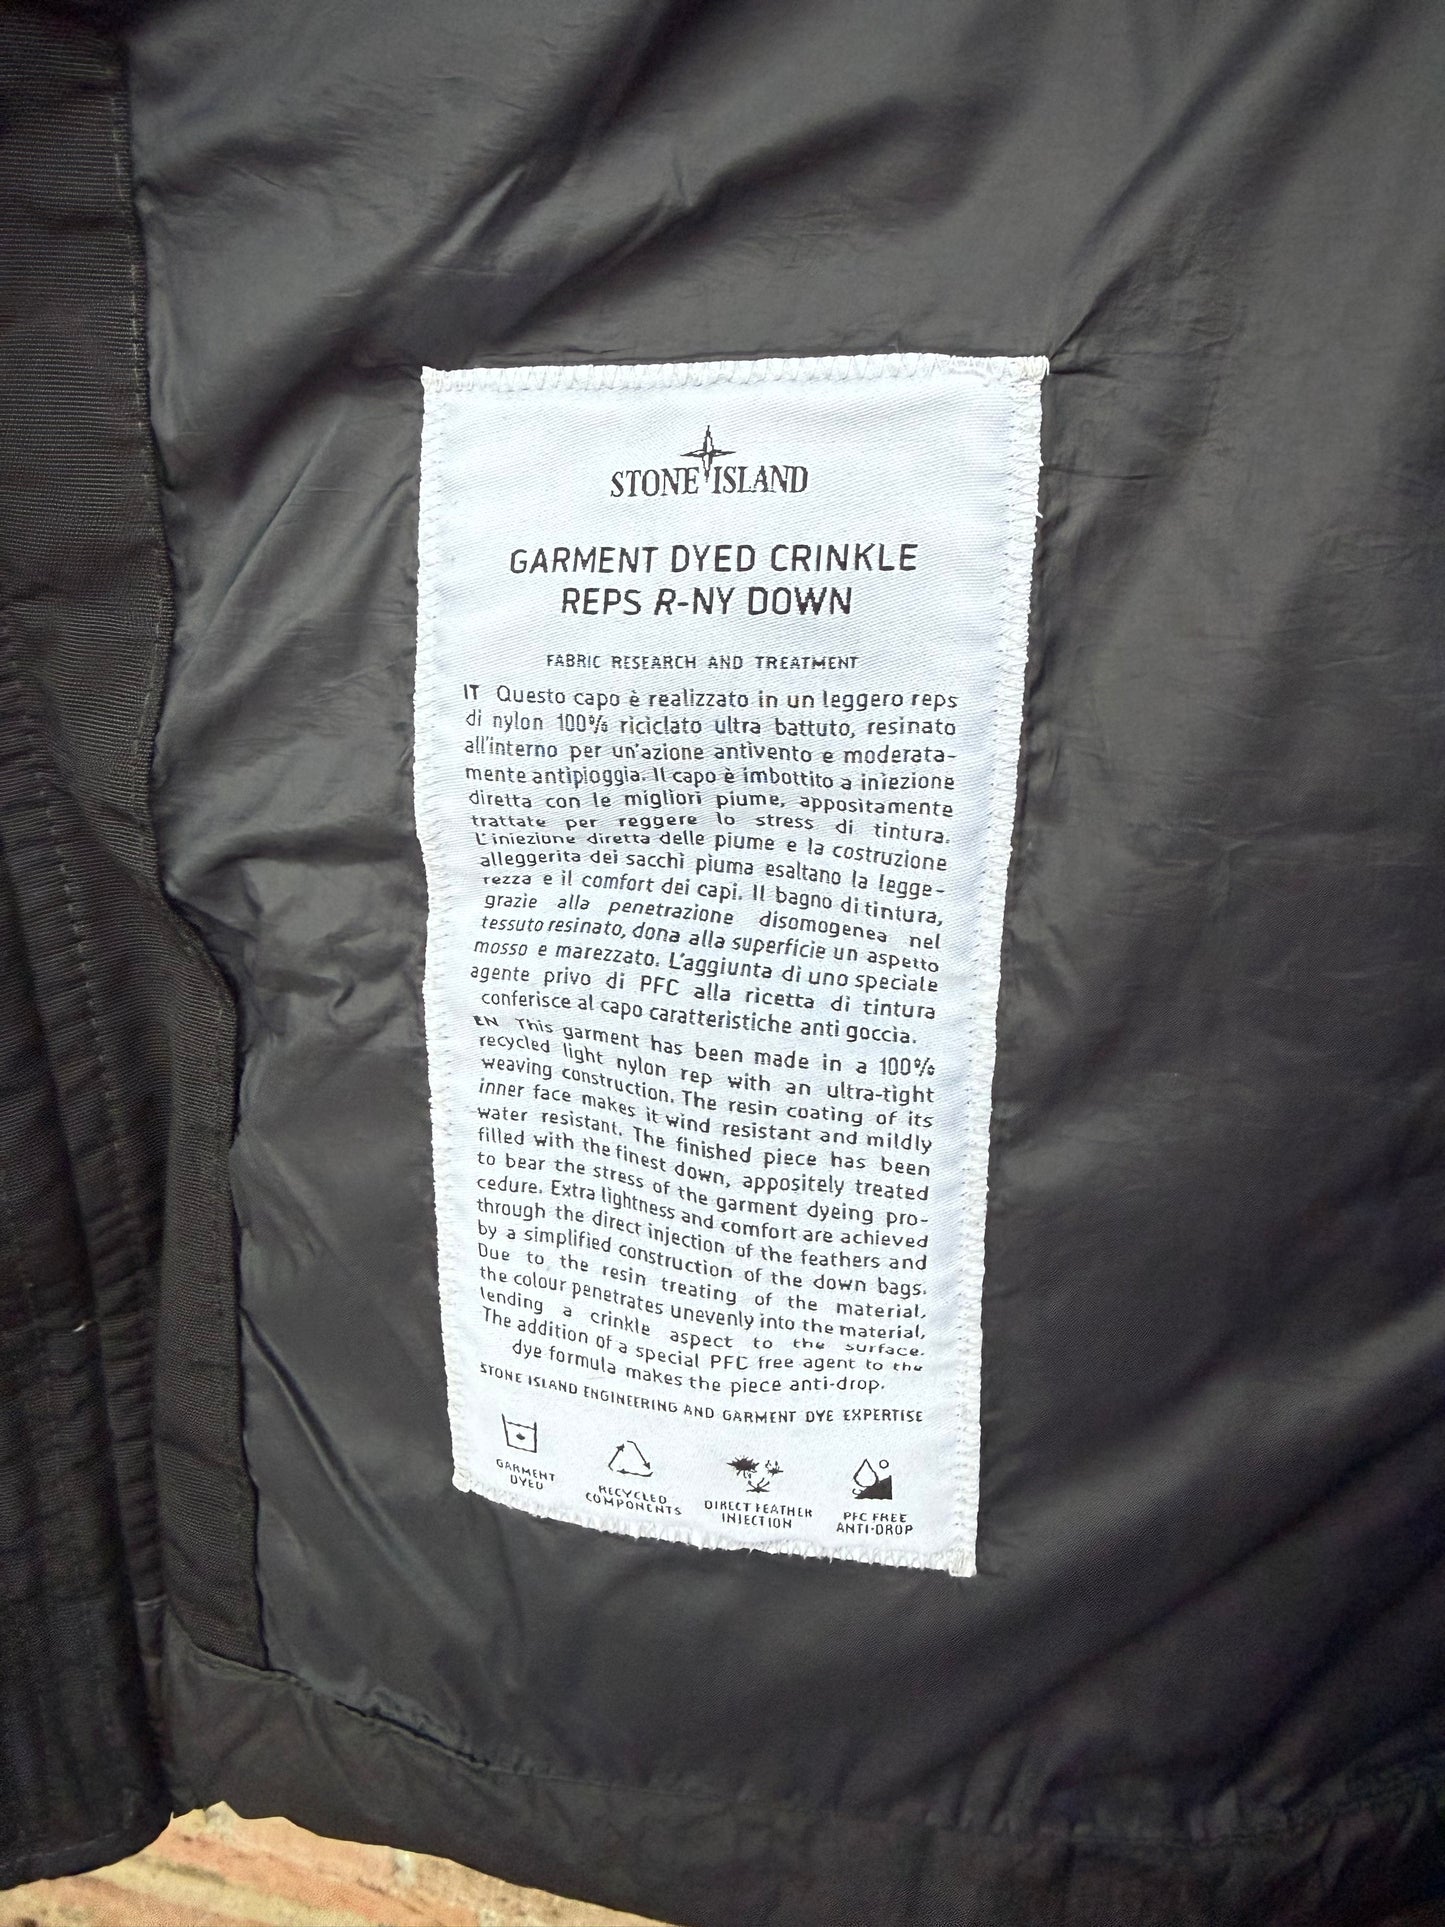 STONE ISLAND
GARMENT DYED CRINKLE
REPS R-NY DOWN
FABRIC RESEARCH AND TREATMENT
IT Questo capo è realizzato in un leggero reps
di nylon 100% riciclato ultra battuto, resinato
all'interno per un'azione antivento e moderata-
mente antipioggia. Il capo è imbottito a iniezione
diretta con le migliori piume, appositamente
trattate per reggere lo stress di tintura.
L'iniezione diretta delle piume e la costruzione
alleggerita dei sacchi piuma esaltano la legge-
rezza e il comfort dei capi. Il bagno di tintura,
grazie alla penetrazione disomogenea nel
tessuto resinato, dona alla superficie un aspetto
mosso e marezzato. L'aggiunta di uno speciale
agente privo di PFC alla ricetta di tintura
conferisce al capo caratteristiche anti goccia.
EN This garment has been made in a 100%
recycled light nylon rep with an ultra-tight
weaving construction. The resin coating of its
inner face makes it wind resistant and mildly
water resistant. The finished piece has been
filled with the finest down, appositely treated
to bear the stress of the garment dyeing pro-
cedure. Extra lightness and comfort are achieved
through the direct injection of the feathers and
by a simplified construction of the down bags.
Due to the resin treating of the material,
the colour penetrates unevenly into the material,
lending a crinkle aspect to the surface.
The addition of a special PFC free agent to the
dye formula makes the piece anti-drop.
STONE ISLAND ENGINEERING AND GARMENT DYE EXPERTISE
GARMENT
DYED
RECYCLED
COMPONENTS
DIRECT FEATHER
INJECTION
PFC FREE
ANTI-DROP